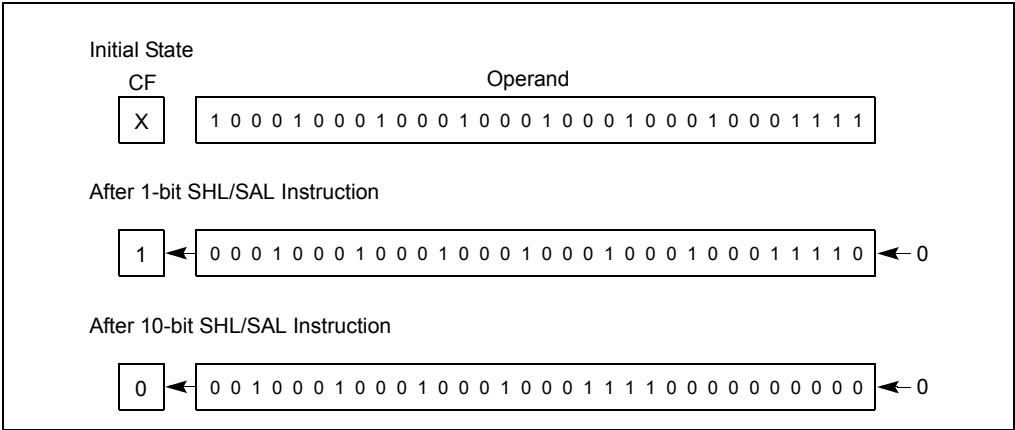 Initial State
CF Operand
X 1 0 0 0 1 0 0 0 1 0 0 0 1 0 0 0 1 0 0 0 1 0 0 0 1 0 0 0 1 1 1 1
After 1-bit SHL/SAL Instruction
1 0 0 0 1 0 0 0 1 0 0 0 1 0 0 0 1 0 0 0 1 0 0 0 1 0 0 0 1 1 1 1 0 0
After 10-bit SHL/SAL Instruction
0 0 0 1 0 0 0 1 0 0 0 1 0 0 0 1 0 0 0 1 1 1 1 0 0 0 0 0 0 0 0 0 0 0